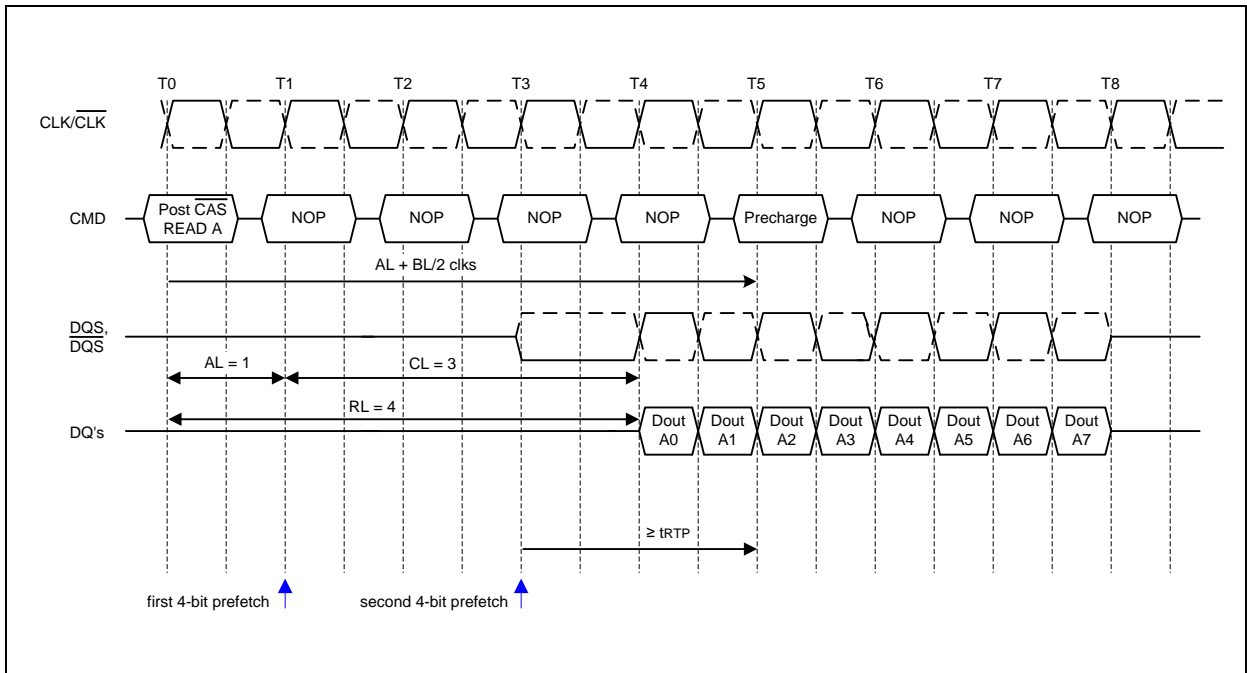 T0 T1 T2 T3 T4 T5 T6 T7 T8
CLK/CLK
CMD
Post CAS
READ A
NOP NOP NOP NOP Precharge NOP NOP NOP
AL + BL/2 clks
DQS,
DQS
AL = 1 CL = 3
RL = 4
DQ's
Dout Dout Dout Dout Dout Dout Dout Dout
A0 A1 A2 A3 A4 A5 A6 A7
≥ tRTP
first 4-bit prefetch second 4-bit prefetch